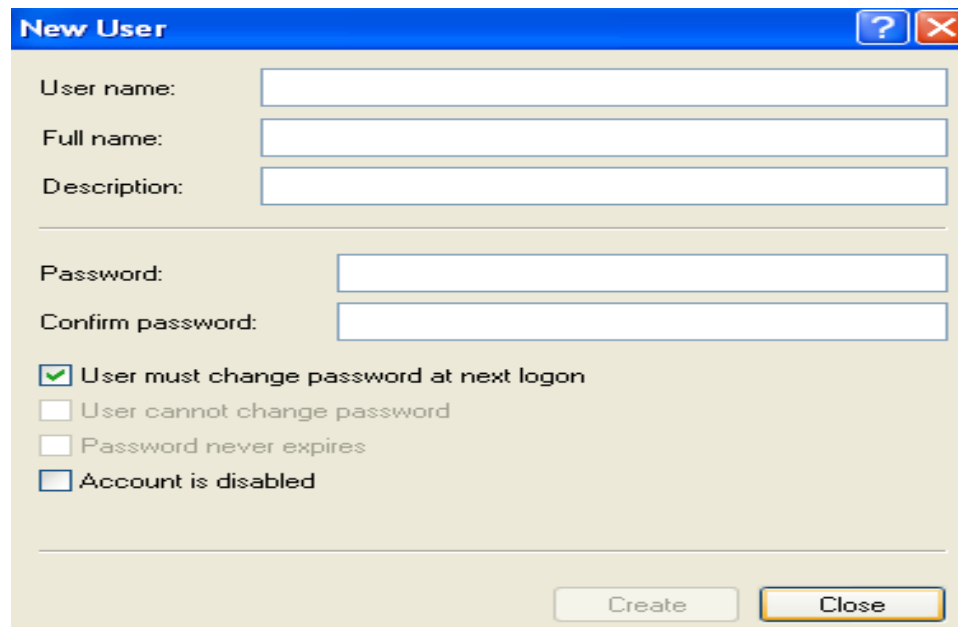 New User
User name:
Full name:
Description:
Password:
Confirm password:
User must change password at next logon
User cannot change password
Password never expires
Account is disabled
Create Close